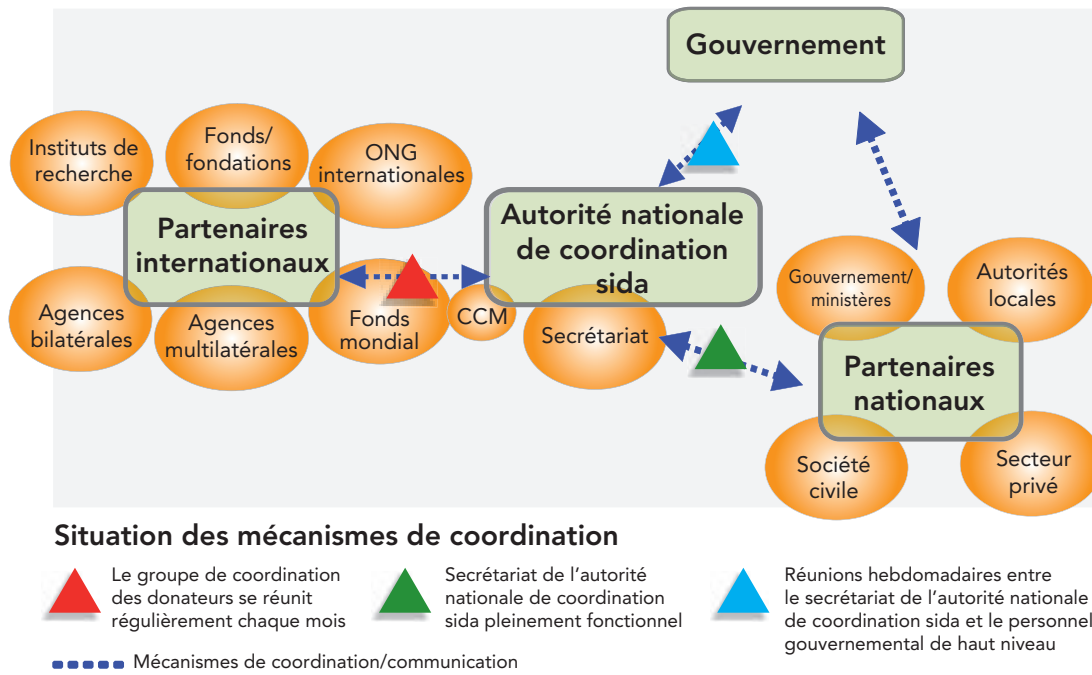 Gouvernement
Instituts de
recherche
Fonds/
fondations
ONG
internationales
Partenaires
internationaux
Autorité nationale
de coordination
sida
Agences
bilatérales
Agences
multilatérales
Fonds
mondial
CCM
Secrétariat
Gouvernement/
ministères
Autorités
locales
Partenaires
nationaux
Société
civile
Secteur
privé
Situation des mécanismes de coordination
Le groupe de coordination
des donateurs se réunit
régulièrement chaque mois
Secrétariat de l’autorité
nationale de coordination
sida pleinement fonctionnel
Réunions hebdomadaires entre
le secrétariat de l’autorité nationale
de coordination sida et le personnel
gouvernemental de haut niveau
Mécanismes de coordination/communication